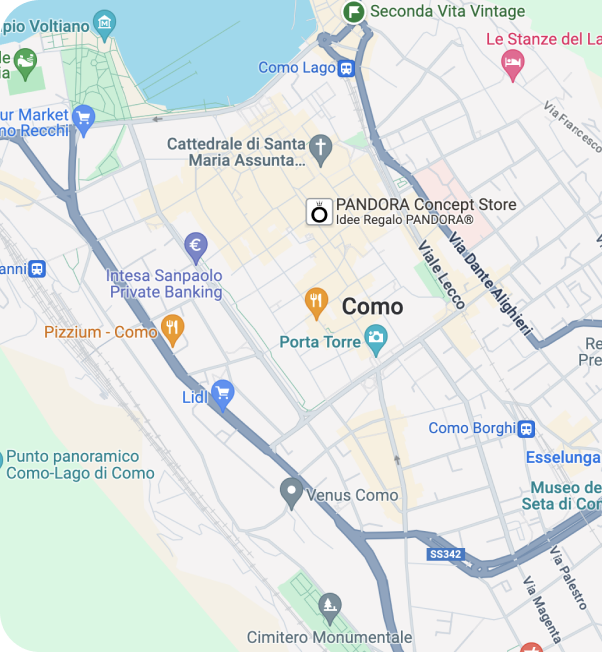 Seconda Vita Vintage
pio Voltiano
Le Stanze del La
le
ia
Como Lago
ur Market
mo Recchi
Via Francesco
Cattedrale di Santa
Maria Assunta...
PANDORA Concept Store
Idee Regalo PANDORA®
Via Dante Alighieri
Viale Lecco
anni
Intesa Sanpaolo
Private Banking
Como
Pizzium - Como
Porta Torre
Re
Pre
Lidl
Como Borghi
Punto panoramico
Como-Lago di Como
Esselunga
Museo de
Seta di Cor
Venus Como
SS342
Via Palestro
Via Magenta
Cimitero Monumentale